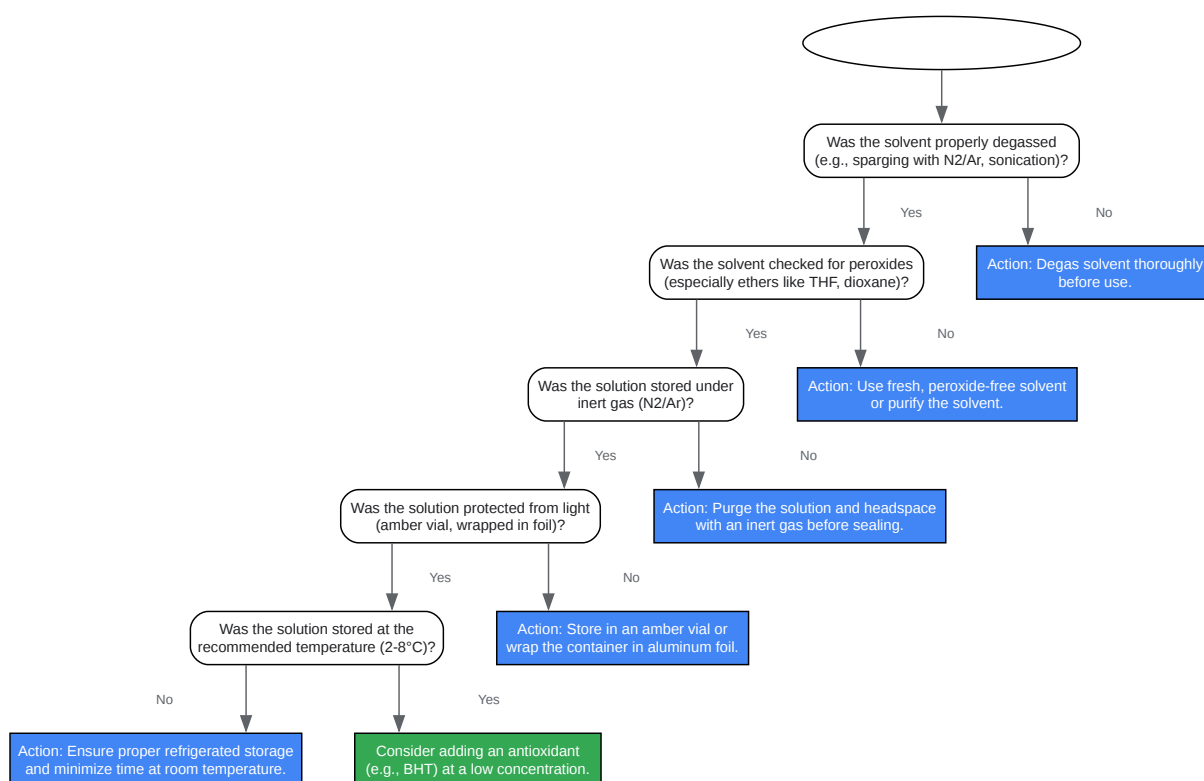 Was the solvent properly degassed
(e.g., sparging with N2/Ar, sonication)?
Yes
No
Was the solvent checked for peroxides
(especially ethers like THF, dioxane)?
Action: Degas solvent thoroughly
before use.
Yes
No
Was the solution stored under
inert gas (N2/Ar)?
Action: Use fresh, peroxide-free solvent
or purify the solvent.
Yes
No
Was the solution protected from light
(amber vial, wrapped in foil)?
Action: Purge the solution and headspace
with an inert gas before sealing.
Yes
No
Was the solution stored at the
recommended temperature (2-8°C)?
Action: Store in an amber vial or
wrap the container in aluminum foil.
No
Yes
Action: Ensure proper refrigerated storage
and minimize time at room temperature.
Consider adding an antioxidant
(e.g., BHT) at a low concentration.